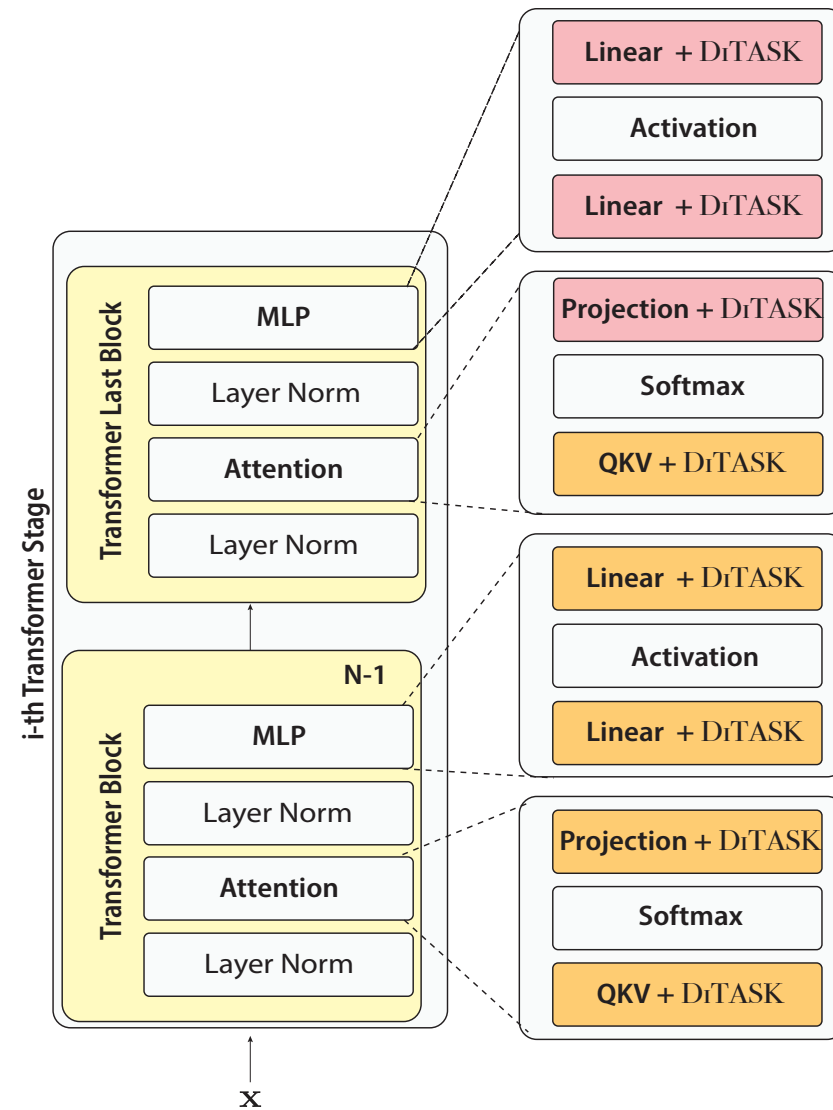 i-th Transformer Stage
Transformer Last Block
MLP
Layer Norm
Attention
Layer Norm
N-1
Transformer Block
MLP
Layer Norm
Attention
Layer Norm
x
Linear + DiTASK
Activation
Linear + DiTASK
Projection + DiTASK
Softmax
QKV + DiTASK
Linear + DiTASK
Activation
Linear + DiTASK
Projection + DiTASK
Softmax
QKV + DiTASK